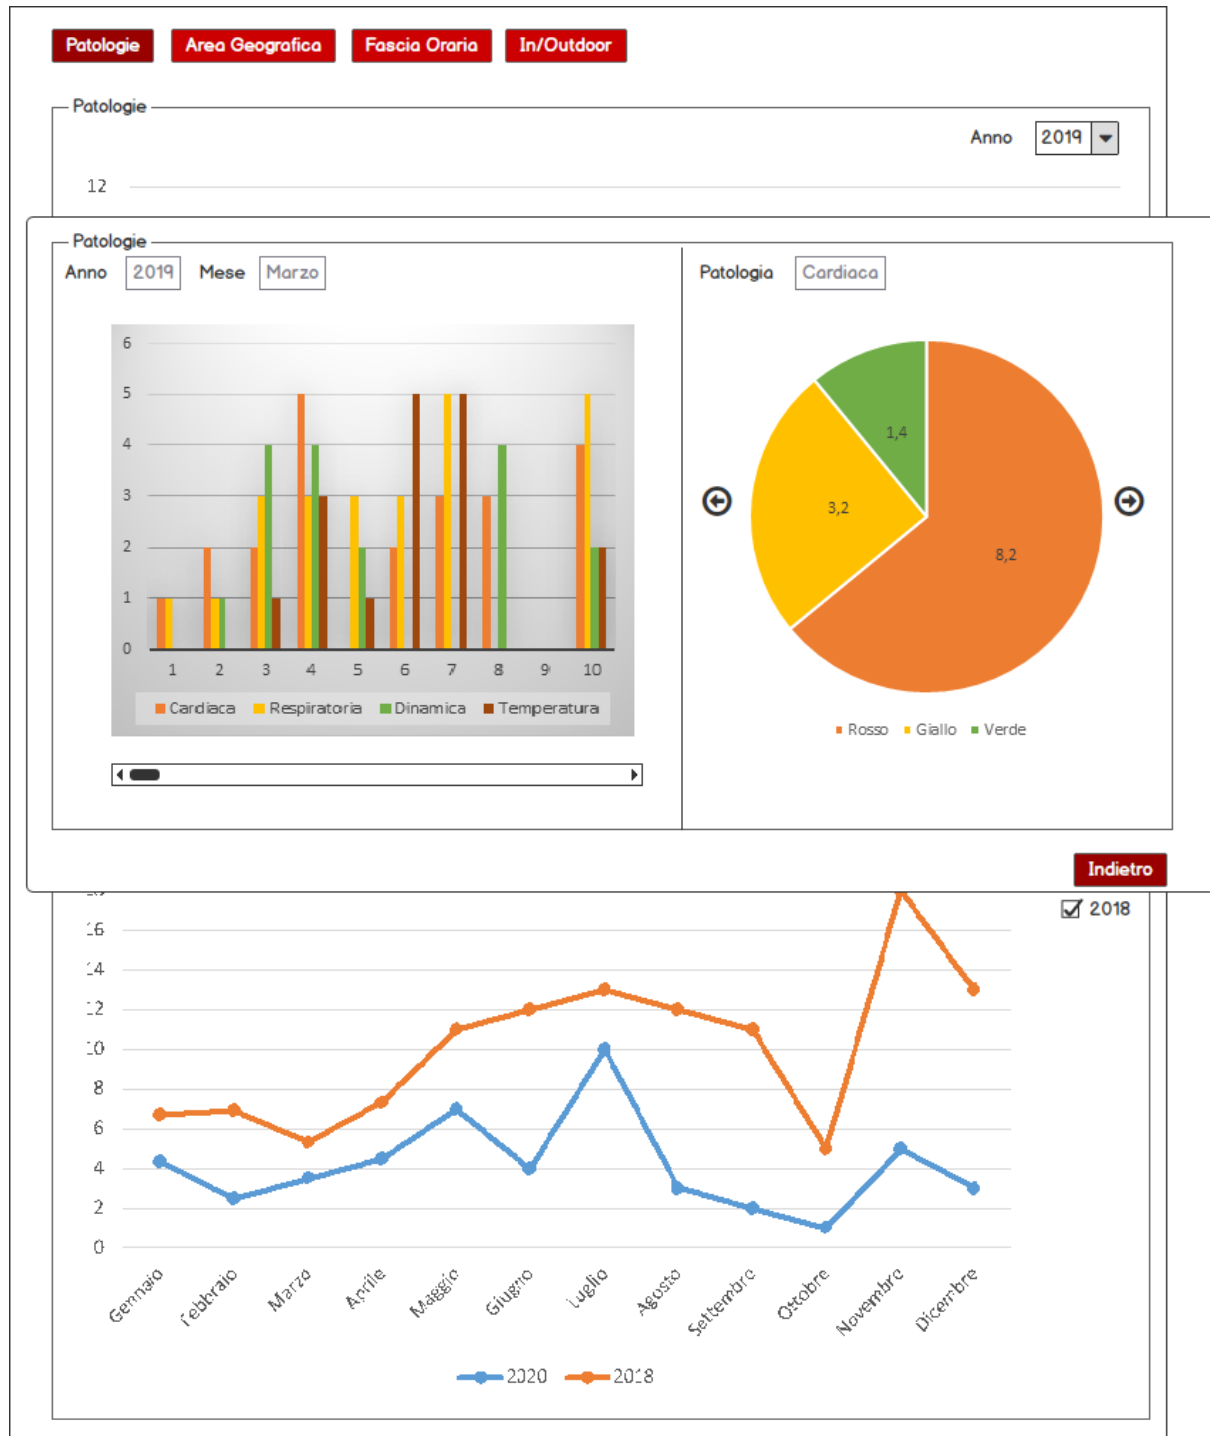 Patologie Area Geografica Fascia Oraria In/Outdoor
Patologie
Anno 2019
12
Patologie
Anno 2019 Mese Marzo
6
5
4
3
2
1
0
1 2 3 4 5 6 7 8 9 10
Cardiaca Respiratoria Dinamica Temperatura
Patologia Cardiaca
1,4
3,2
8,2
Rosso Giallo Verde
Indietro
2018
16
14
12
10
8
6
4
2
0
Gennaio Febbraio Marzo Aprile Maggio Giugno Luglio Agosto Settembre Ottobre Novembre Dicembre
2020 2018